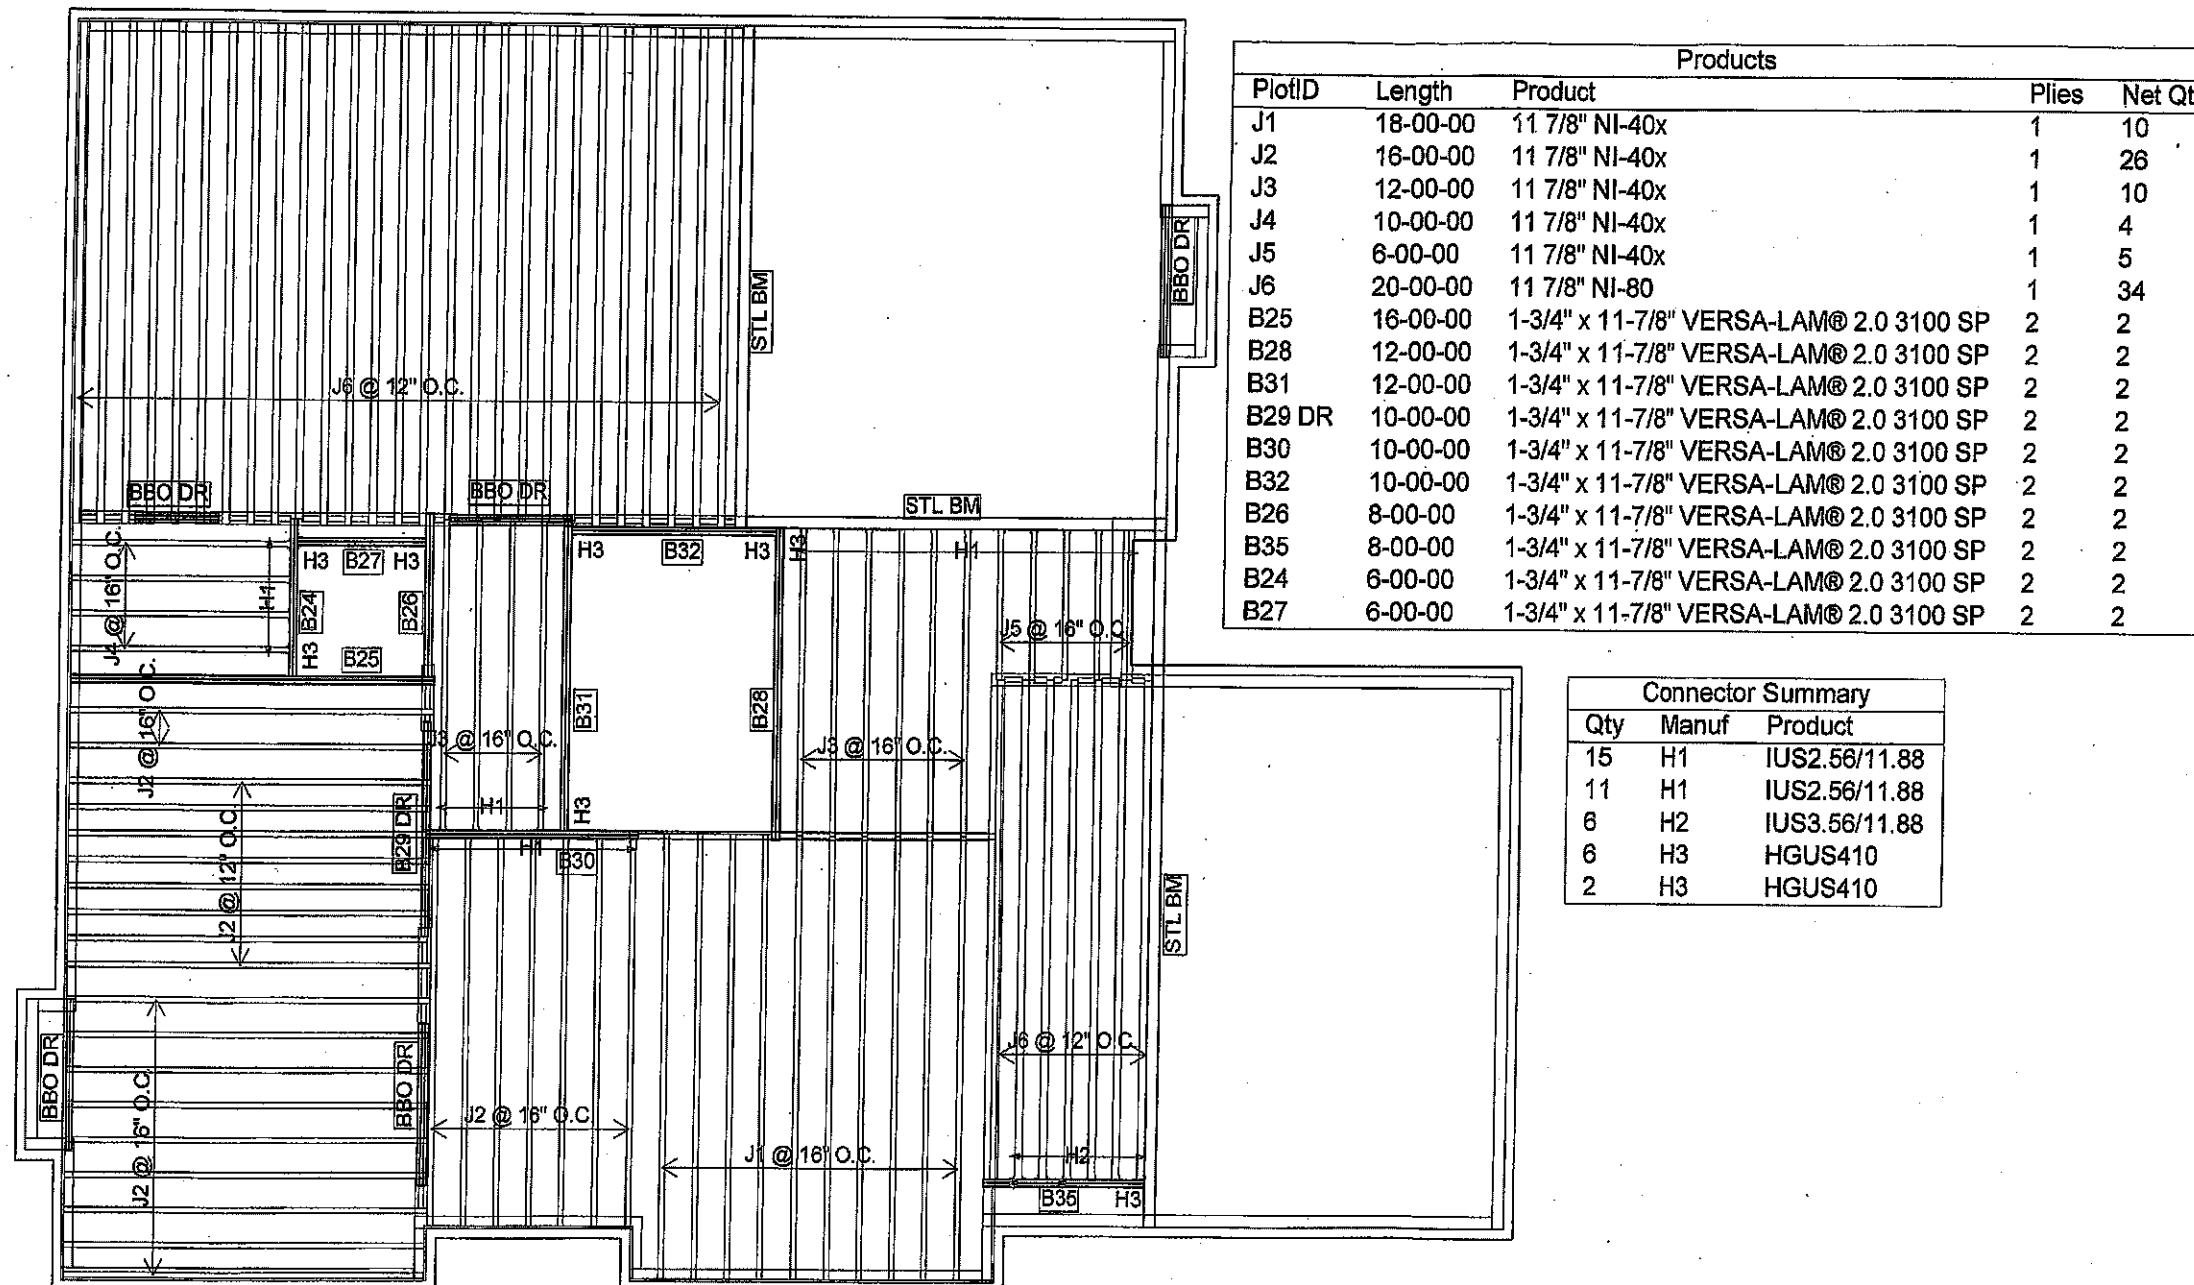 Products
PlotID Length Product Plies Net Qt
J1 18-00-00 11 7/8" NI-40x 1 10
J2 16-00-00 11 7/8" NI-40x 1 26
J3 12-00-00 11 7/8" NI-40x 1 10
J4 10-00-00 11 7/8" NI-40x 1 4
J5 6-00-00 11 7/8" NI-40x 1 5
J6 20-00-00 11 7/8" NI-80 1 34
B25 16-00-00 1-3/4" x 11-7/8" VERSA-LAM® 2.0 3100 SP 2 2
B28 12-00-00 1-3/4" x 11-7/8" VERSA-LAM® 2.0 3100 SP 2 2
B31 12-00-00 1-3/4" x 11-7/8" VERSA-LAM® 2.0 3100 SP 2 2
B29 DR 10-00-00 1-3/4" x 11-7/8" VERSA-LAM® 2.0 3100 SP 2 2
B30 10-00-00 1-3/4" x 11-7/8" VERSA-LAM® 2.0 3100 SP 2 2
B32 10-00-00 1-3/4" x 11-7/8" VERSA-LAM® 2.0 3100 SP 2 2
B26 8-00-00 1-3/4" x 11-7/8" VERSA-LAM® 2.0 3100 SP 2 2
B35 8-00-00 1-3/4" x 11-7/8" VERSA-LAM® 2.0 3100 SP 2 2
B24 6-00-00 1-3/4" x 11-7/8" VERSA-LAM® 2.0 3100 SP 2 2
B27 6-00-00 1-3/4" x 11-7/8" VERSA-LAM® 2.0 3100 SP 2 2
Connector Summary
Qty Manuf Product
15 H1 IUS2.56/11.88
11 H1 IUS2.56/11.88
6 H2 IUS3.56/11.88
6 H3 HGUS410
2 H3 HGUS410
BBO DR
STL BM
J6 @ 12" O.C.
BBO DR
BBO DR
STL BM
H3 B27 H3
H3 B32 H3
H3
H1
J4 @ 16" O.C.
H1
B24
B26
H3
B25
J5 @ 16" O.C
J2 @ 16" O.C.
B31
B28
J3 @ 16" O.C.
J3 @ 16" O.C.
H1
H3
J2 @ 12" O.C.
B29 DR
H1
B30
STL BM
J6 @ 12" O.C.
BBO DR
BBO DR
J2 @ 16" O.C.
J2 @ 16" O.C.
J1 @ 16" O.C.
H2
B35 H3